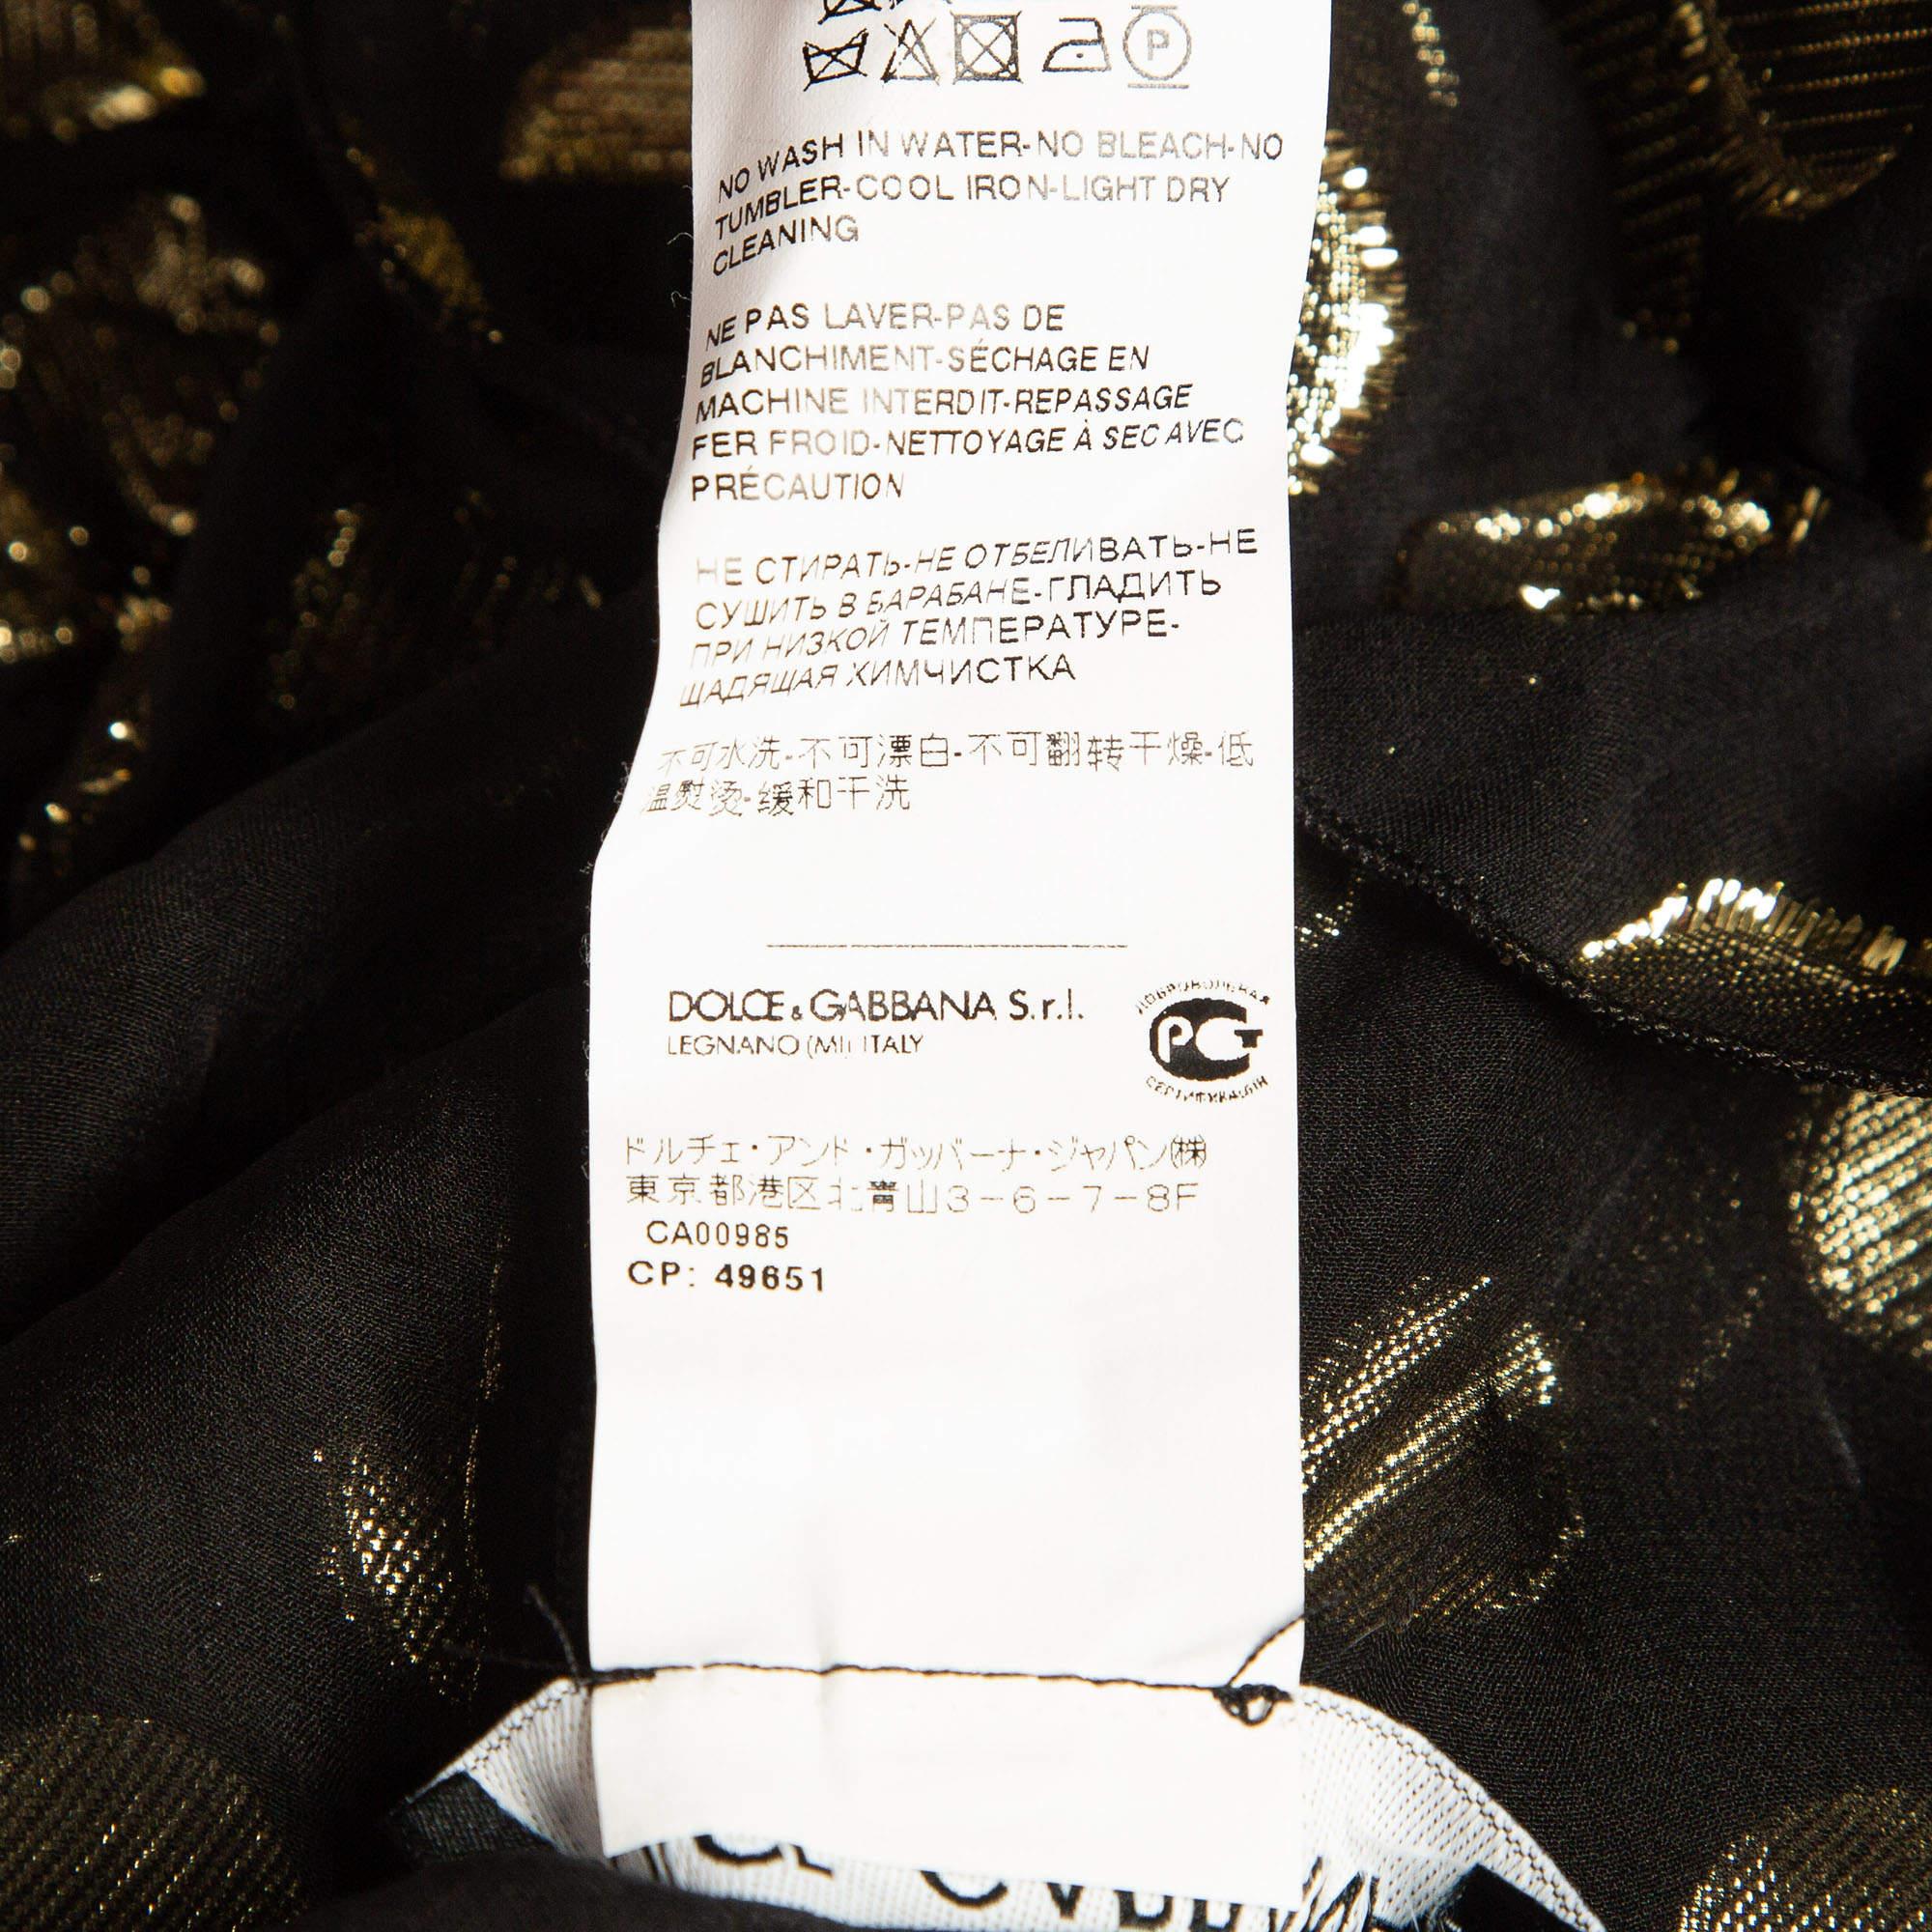 P
NO WASH IN WATER-NO BLEACH-NO
TUMBLER-COOL IRON-LIGHT DRY
CLEANING
NE PAS LAVER-PAS DE
BLANCHIMENT-SÉCHAGE EN
MACHINE INTERDIT-REPASSAGE
FER FROID-NETTOYAGE À SEC AVEC
PRÉCAUTION
НЕ СТИРАТЬ-НЕ ОТБЕЛИВАТЬ-НЕ
СУШИТЬ В БАРАБАНЕ-ГЛАДИТЬ
ПРИ НИЗКОЙ ТЕМПЕРАТУРЕ-
ЩАДЯЩАЯ ХИМЧИСТКА
不可水洗-不可漂白-不可翻转干燥-低
温熨烫-缓和干洗
DOLCE & GABBANA S.r.l.
LEGNANO (MI) ITALY
ДОБРОВОЛЬНАЯ
РСТ
СЕРТИФИКАЦИЯ
ドルチェ・アンド・ガッバーナ・ジャパン㈱
東京都港区北青山3-6-7-8F
CA00985
CP: 49651